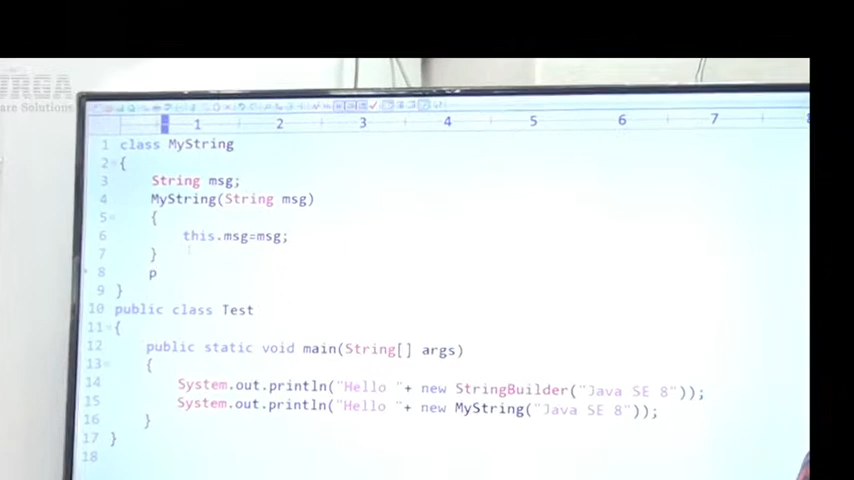 are Solutions
1 2 3 4 5 6 7
1 class MyString
2 {
3 String msg;
4 MyString(String msg)
5 {
6 this.msg=msg;
7 }
8 p
9 }
10 public class Test
11 {
12 public static void main(String[] args)
13 {
14 System.out.println("Hello "+ new StringBuilder("Java SE 8"));
15 System.out.println("Hello "+ new MyString("Java SE 8"));
16 }
17 }
18